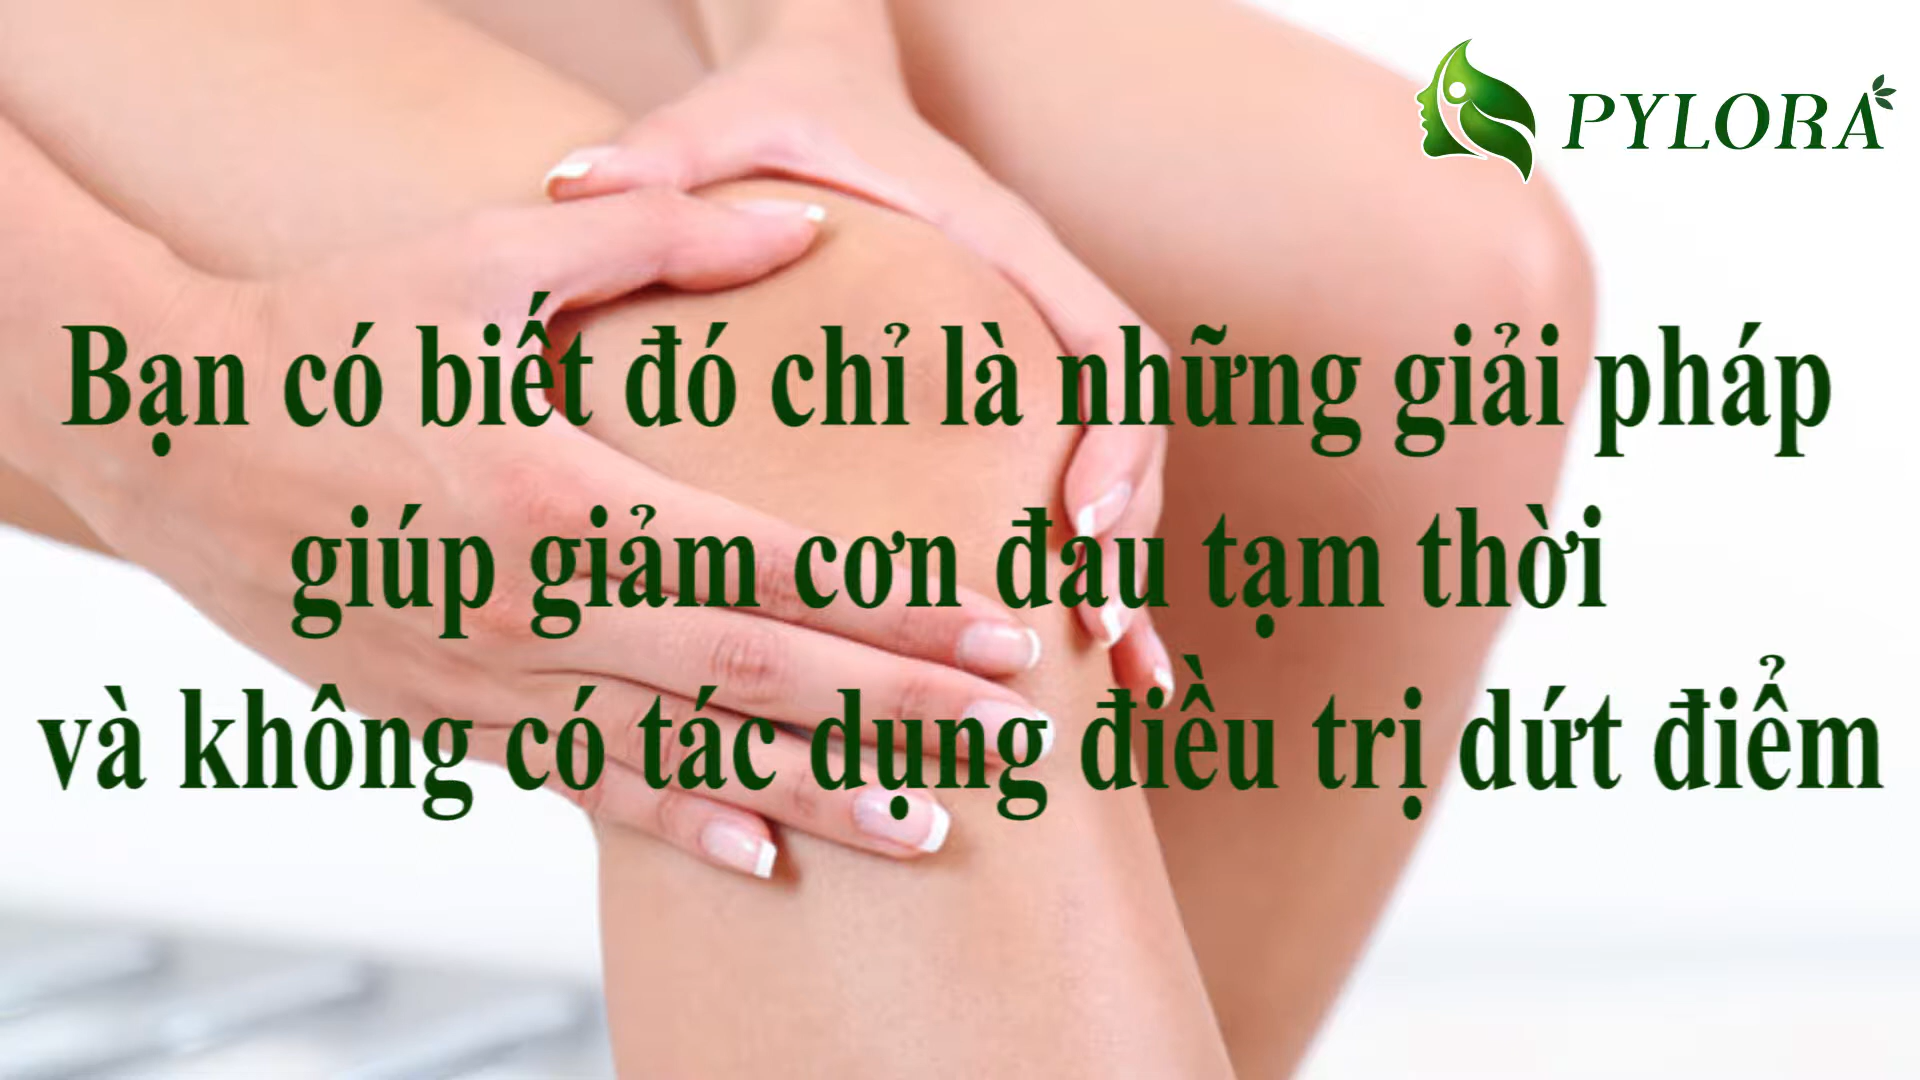 PYLORA
Bạn có biết đó chỉ là những giải pháp
giúp giảm cơn đau tạm thời
và không có tác dụng điều trị dứt điểm